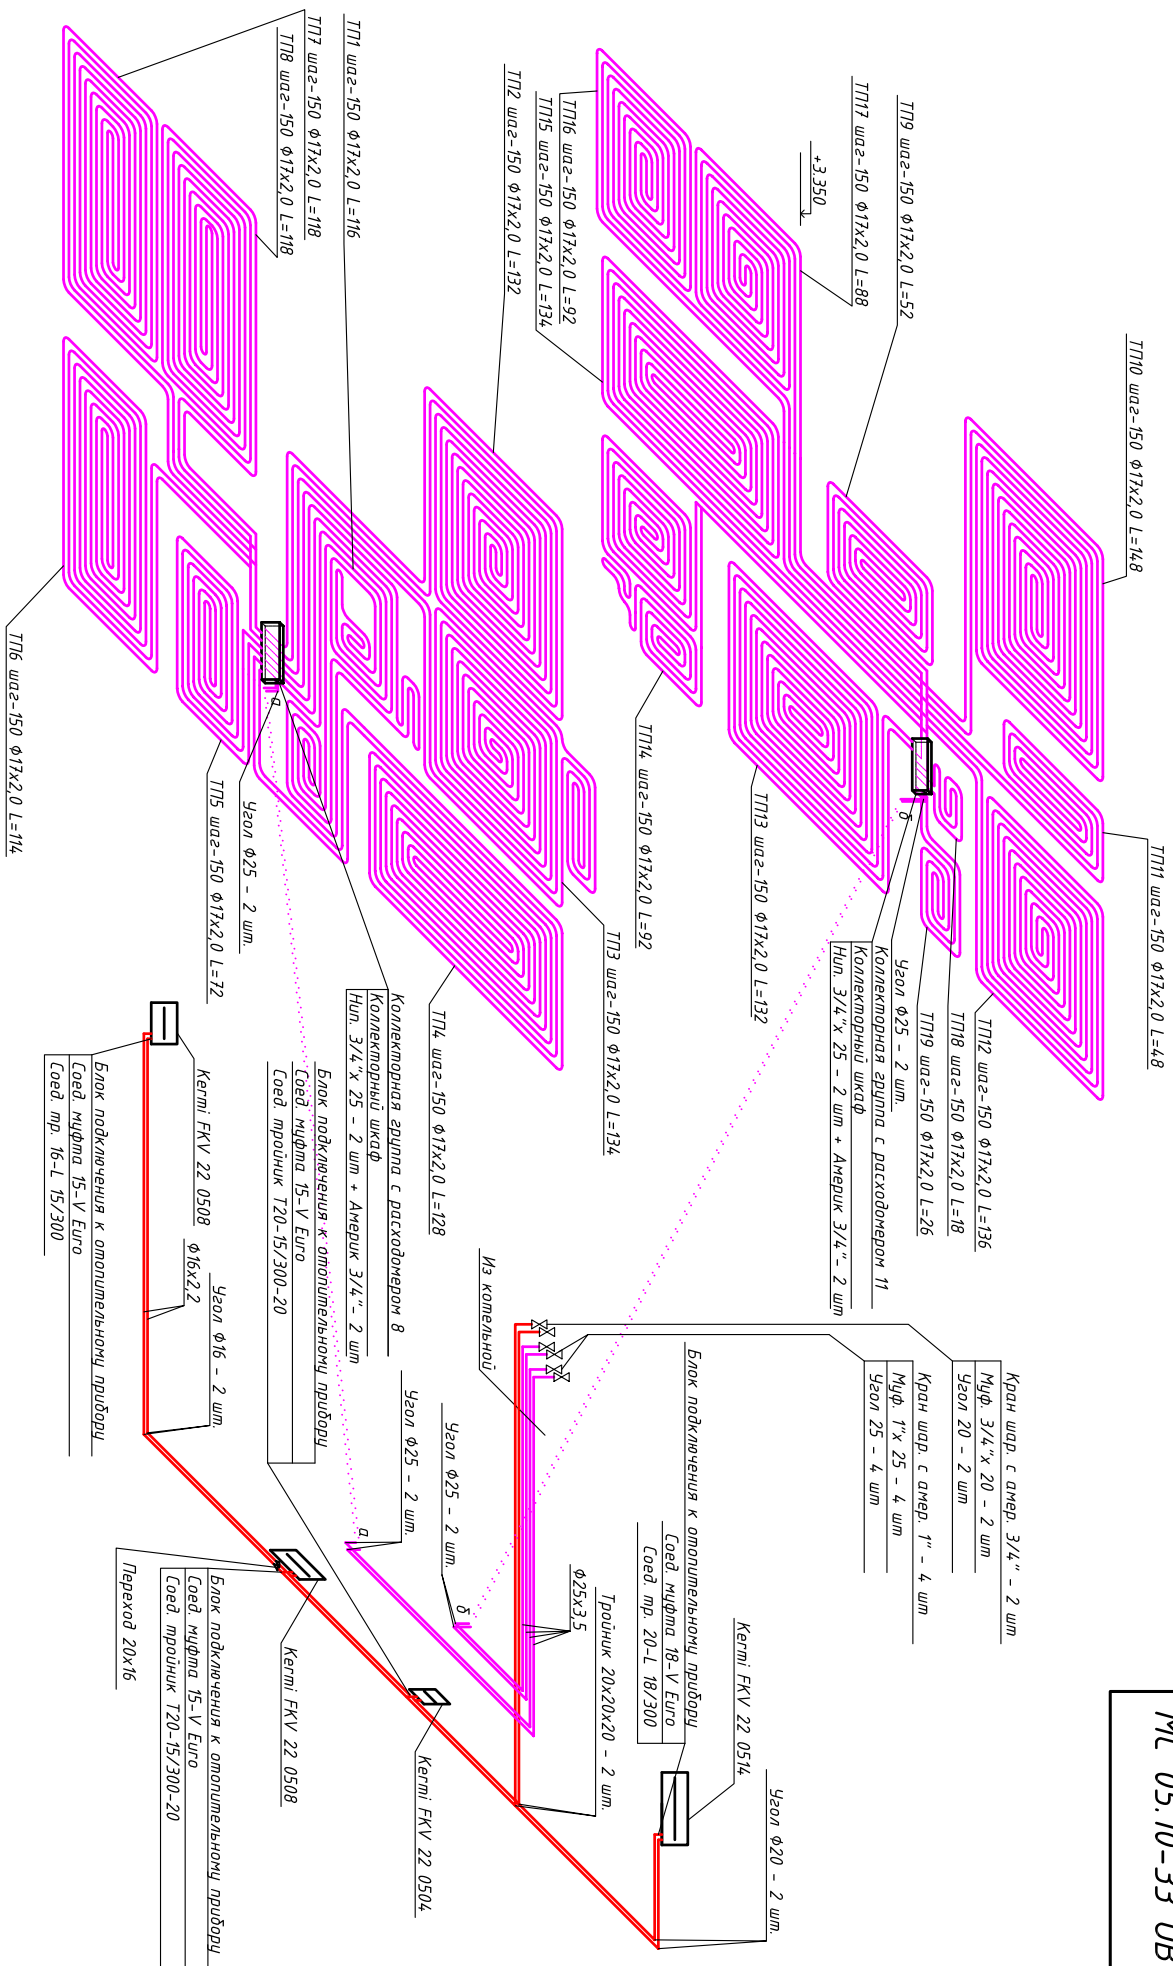 ТП10 шаг-150 Ф17х2,0 L=148
ТП11 шаг-150 Ф17х2,0 L=48
ТП9 шаг-150 Ф17х2,0 L=52
ТП17 шаг-150 Ф17х2,0 L=88
+3.350
ТП16 шаг-150 Ф17х2,0 L=92
ТП15 шаг-150 Ф17х2,0 L=134
ТП12 шаг-150 Ф17х2,0 L=136
ТП18 шаг-150 Ф17х2,0 L=18
ТП19 шаг-150 Ф17х2,0 L=26
Угол Ф25 - 2 шт.
Коллекторная группа с расходомером 11
Коллекторный шкаф
Нип. 3/4"х 25 - 2 шт + Америк 3/4"- 2 шт
б
ТП13 шаг-150 Ф17х2,0 L=132
ТП14 шаг-150 Ф17х2,0 L=92
ТП2 шаг-150 Ф17х2,0 L=132
ТП1 шаг-150 Ф17х2,0 L=116
ТП7 шаг-150 Ф17х2,0 L=118
ТП8 шаг-150 Ф17х2,0 L=118
ТП3 шаг-150 Ф17х2,0 L=134
ТП4 шаг-150 Ф17х2,0 L=128
Коллекторная группа с расходомером 8
Коллекторный шкаф
Нип. 3/4"х 25 - 2 шт + Америк 3/4"- 2 шт
а
Угол Ф25 - 2 шт.
ТП5 шаг-150 Ф17х2,0 L=72
ТП6 шаг-150 Ф17х2,0 L=114
Кран шар. с амер. 3/4" - 2 шт
Муф. 3/4"х 20 - 2 шт
Угол 20 - 2 шт
Кран шар. с амер. 1" - 4 шт
Муф. 1"х 25 - 4 шт
Угол 25 - 4 шт
Из котельной
Блок подключения к отопительному прибору
Соед. муфта 18-V Euro
Соед. тр. 20-L 18/300
Kermi FKV 22 0514
Угол Ф20 - 2 шт.
Тройник 20х20х20 - 2 шт.
Ф25х3,5
Угол Ф25 - 2 шт.
б
Угол Ф25 - 2 шт.
а
Блок подключения к отопительному прибору
Соед. муфта 15-V Euro
Соед. тройник Т20-15/300-20
Kermi FKV 22 0504
Kermi FKV 22 0508
Блок подключения к отопительному прибору
Соед. муфта 15-V Euro
Соед. тройник Т20-15/300-20
Переход 20х16
Угол Ф16 - 2 шт.
Ф16х2,2
Kermi FKV 22 0508
Блок подключения к отопительному прибору
Соед. муфта 15-V Euro
Соед. тр. 16-L 15/300
ML 05.10-33 ОВ